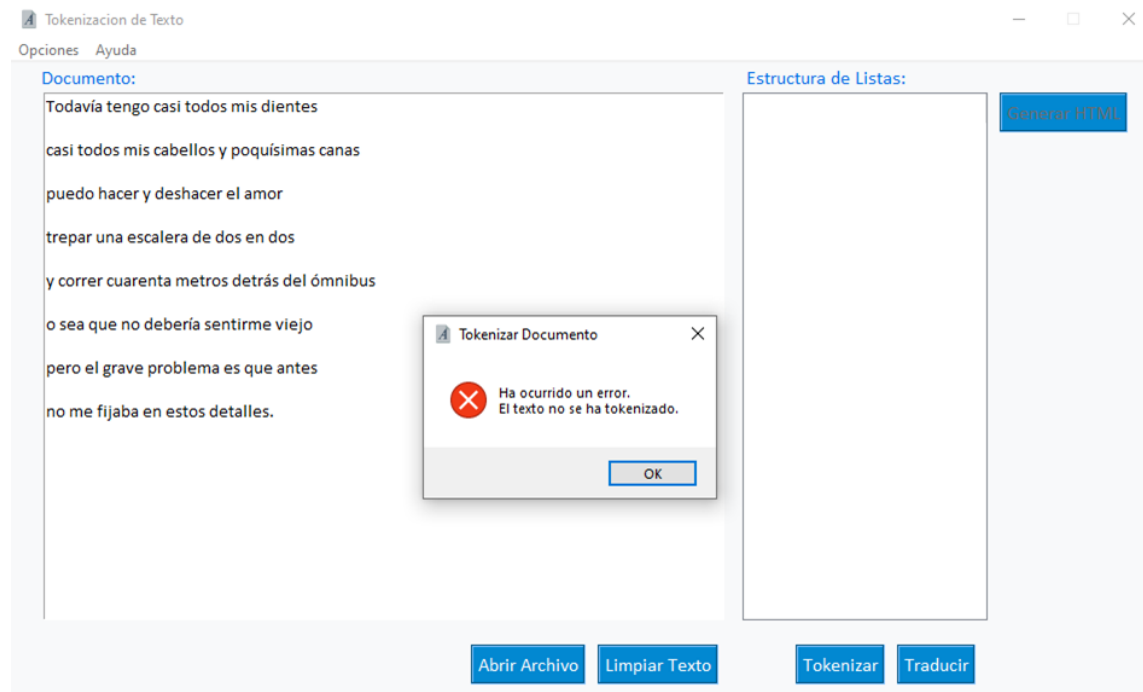 Tokenizacion de Texto
Opciones Ayuda
Documento:
Estructura de Listas:
Todavía tengo casi todos mis dientes
casi todos mis cabellos y poquísimas canas
puedo hacer y deshacer el amor
trepar una escalera de dos en dos
y correr cuarenta metros detrás del ómnibus
o sea que no debería sentirme viejo
pero el grave problema es que antes
no me fijaba en estos detalles.
Generar HTML
Tokenizar Documento
Ha ocurrido un error.
El texto no se ha tokenizado.
OK
Abrir Archivo
Limpiar Texto
Tokenizar
Traducir